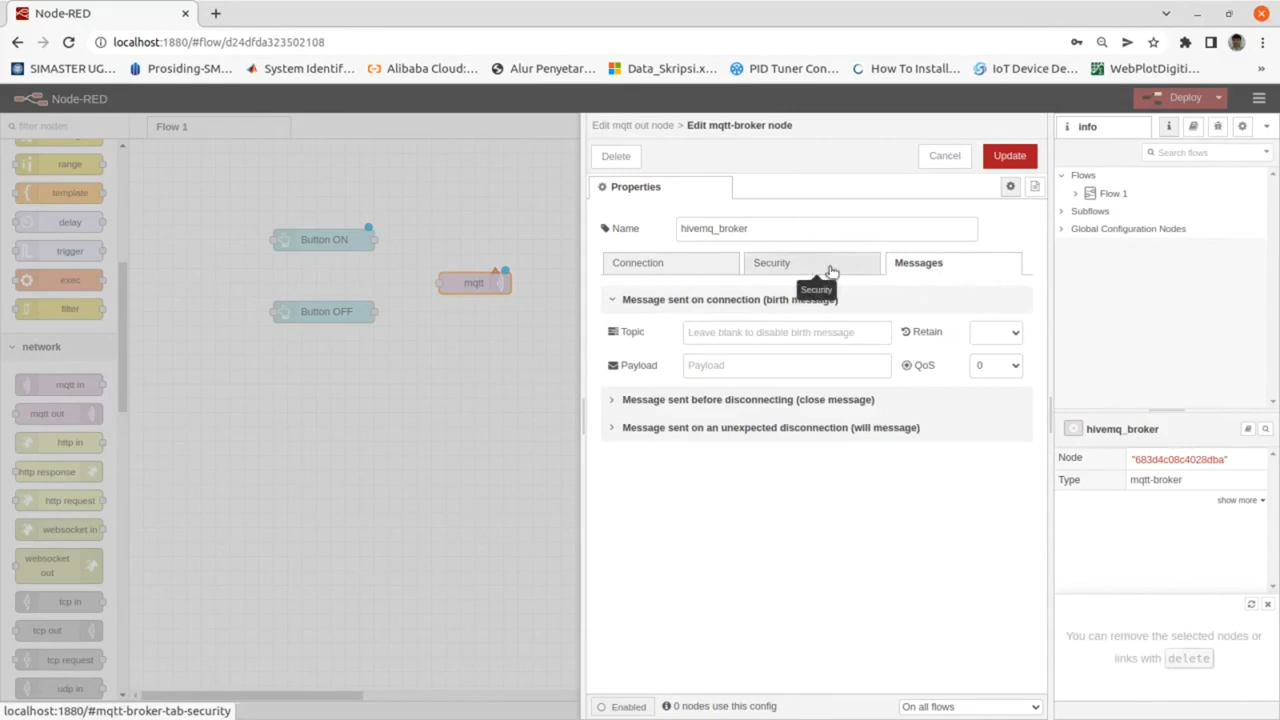 Node-RED
localhost:1880/#flow/d24dfda323502108
SIMASTER UG...
Prosiding-SM...
System Identif...
Alibaba Cloud:...
Alur Penyetar...
Data_Skripsi.x...
PID Tuner Con...
How To Install...
IoT Device De...
WebPlotDigiti...
»
Node-RED
Deploy
filter nodes
range
template
delay
trigger
exec
filter
network
mqtt in
mqtt out
http in
http response
http request
websocket in
websocket
out
tcp in
tcp out
tcp request
udp in
Flow 1
Button ON
mqtt
Button OFF
Edit mqtt out node > Edit mqtt-broker node
Delete
Cancel
Update
Properties
Name
hivemq_broker
Connection
Security
Messages
Security
Message sent on connection (birth message)
Topic
Leave blank to disable birth message
Retain
Payload
Payload
QoS
0
Message sent before disconnecting (close message)
Message sent on an unexpected disconnection (will message)
Enabled
0 nodes use this config
On all flows
info
Search flows
Flows
Flow 1
Subflows
Global Configuration Nodes
hivemq_broker
Node
"683d4c08c4028dba"
Type
mqtt-broker
show more
You can remove the selected nodes or
links with delete
localhost:1880/#mqtt-broker-tab-security